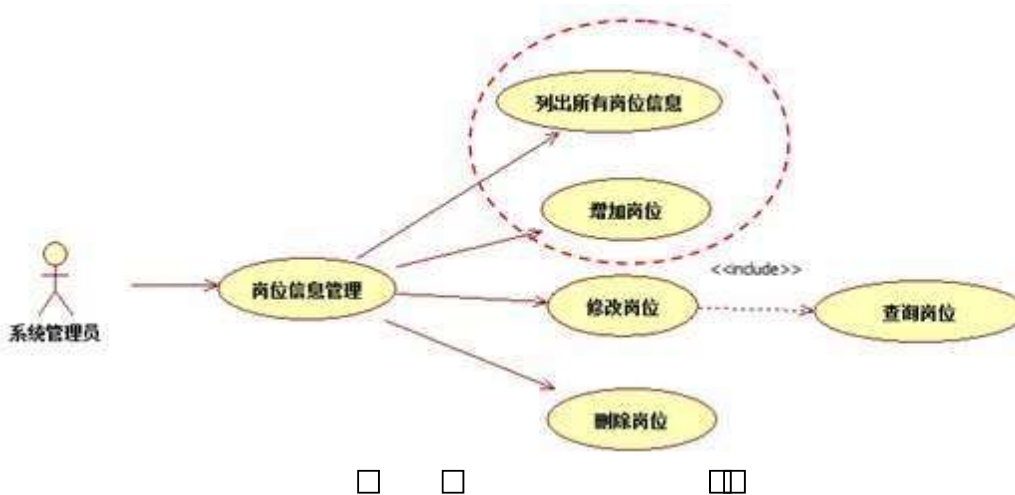 列出所有岗位信息
增加岗位
<<include>>
岗位信息管理
修改岗位
查询岗位
系统管理员
删除岗位